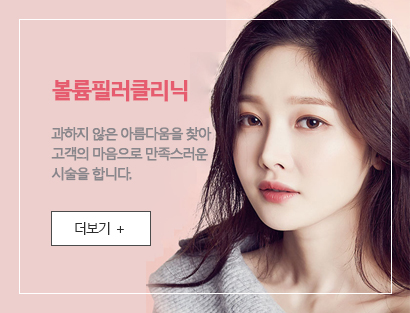 볼륨필러클리닉
과하지 않은 아름다움을 찾아
고객의 마음으로 만족스러운
시술을 합니다.
더보기 +